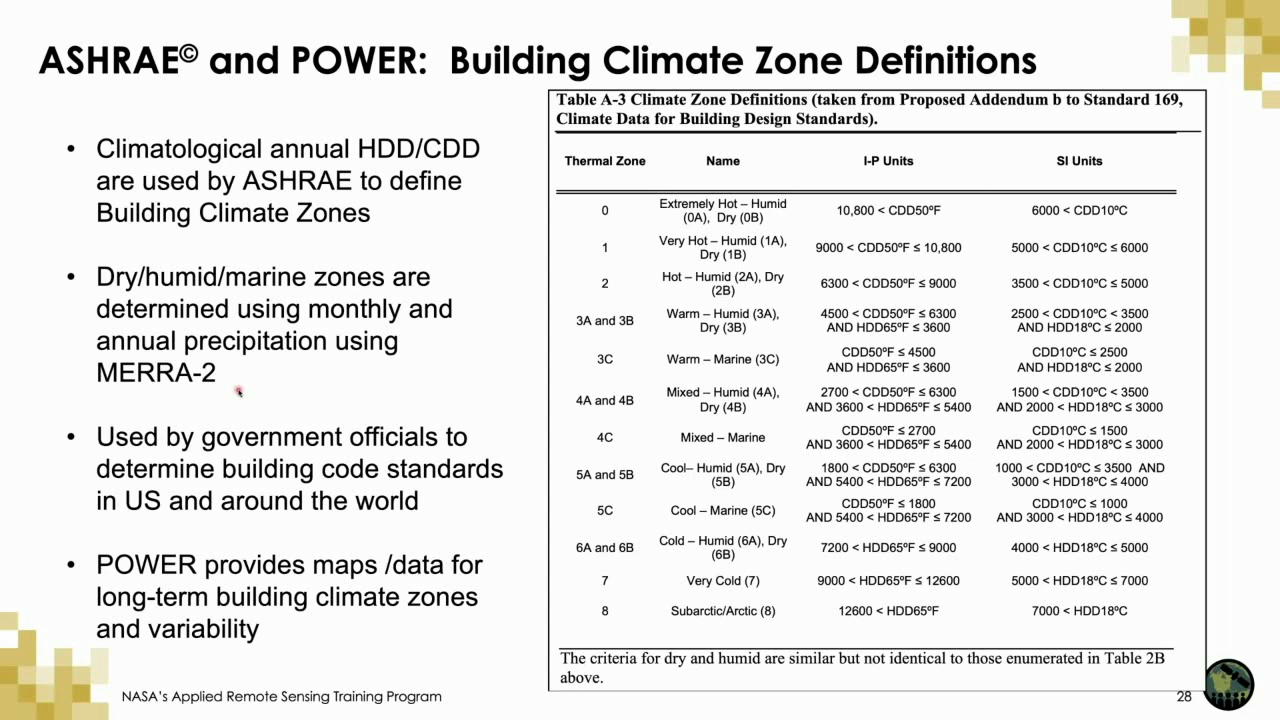 ASHRAE© and POWER: Building Climate Zone Definitions
• Climatological annual HDD/CDD
are used by ASHRAE to define
Building Climate Zones
• Dry/humid/marine zones are
determined using monthly and
annual precipitation using
MERRA-2
• Used by government officials to
determine building code standards
in US and around the world
• POWER provides maps /data for
long-term building climate zones
and variability
Table A-3 Climate Zone Definitions (taken from Proposed Addendum b to Standard 169,
Climate Data for Building Design Standards).
Thermal Zone Name I-P Units SI Units
0 Extremely Hot – Humid (0A), Dry (0B) 10,800 < CDD50ºF 6000 < CDD10ºC
1 Very Hot – Humid (1A), Dry (1B) 9000 < CDD50ºF ≤ 10,800 5000 < CDD10ºC ≤ 6000
2 Hot – Humid (2A), Dry (2B) 6300 < CDD50ºF ≤ 9000 3500 < CDD10ºC ≤ 5000
3A and 3B Warm – Humid (3A), Dry (3B) 4500 < CDD50ºF ≤ 6300 AND HDD65ºF ≤ 3600 2500 < CDD10ºC < 3500 AND HDD18ºC ≤ 2000
3C Warm – Marine (3C) CDD50ºF ≤ 4500 AND HDD65ºF ≤ 3600 CDD10ºC ≤ 2500 AND HDD18ºC ≤ 2000
4A and 4B Mixed – Humid (4A), Dry (4B) 2700 < CDD50ºF ≤ 6300 AND 3600 < HDD65ºF ≤ 5400 1500 < CDD10ºC < 3500 AND 2000 < HDD18ºC ≤ 3000
4C Mixed – Marine CDD50ºF ≤ 2700 AND 3600 < HDD65ºF ≤ 5400 CDD10ºC ≤ 1500 AND 2000 < HDD18ºC ≤ 3000
5A and 5B Cool– Humid (5A), Dry (5B) 1800 < CDD50ºF ≤ 6300 AND 5400 < HDD65ºF ≤ 7200 1000 < CDD10ºC ≤ 3500 AND 3000 < HDD18ºC ≤ 4000
5C Cool – Marine (5C) CDD50ºF ≤ 1800 AND 5400 < HDD65ºF ≤ 7200 CDD10ºC ≤ 1000 AND 3000 < HDD18ºC ≤ 4000
6A and 6B Cold – Humid (6A), Dry (6B) 7200 < HDD65ºF ≤ 9000 4000 < HDD18ºC ≤ 5000
7 Very Cold (7) 9000 < HDD65ºF ≤ 12600 5000 < HDD18ºC ≤ 7000
8 Subarctic/Arctic (8) 12600 < HDD65ºF 7000 < HDD18ºC
The criteria for dry and humid are similar but not identical to those enumerated in Table 2B
above.
NASA's Applied Remote Sensing Training Program
28